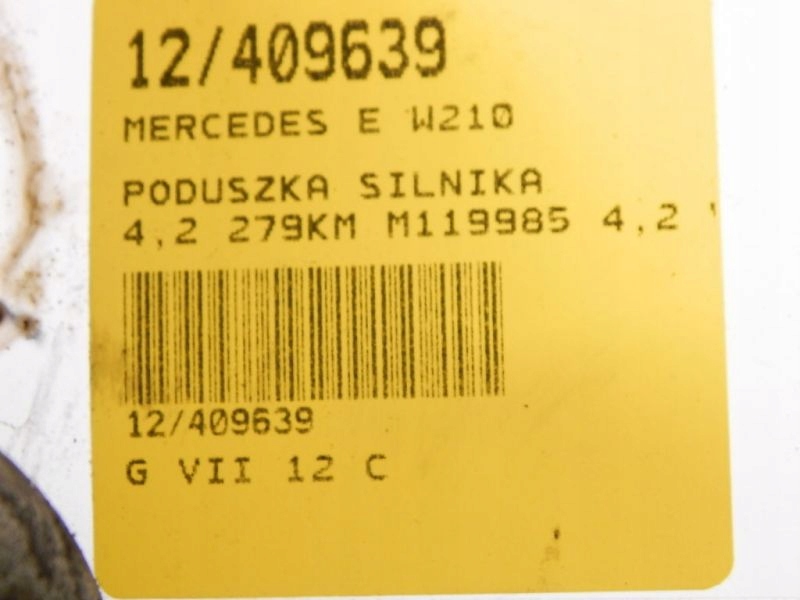 12/409639
MERCEDES E W210
PODUSZKA SILNIKA
4,2 279KM M119985 4,2
12/409639
G VII 12 C